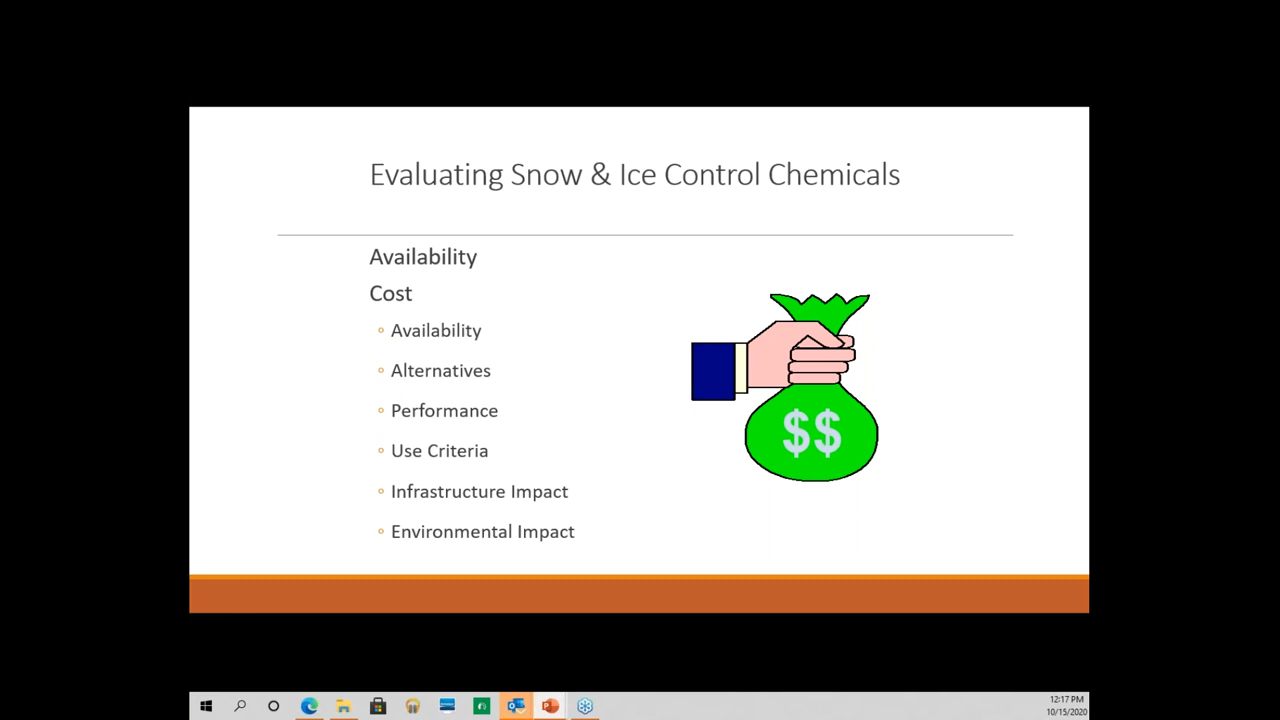 Evaluating Snow & Ice Control Chemicals
Availability
Cost
◦ Availability
◦ Alternatives
◦ Performance
◦ Use Criteria
◦ Infrastructure Impact
◦ Environmental Impact
$$
12:17 PM
10/15/2020